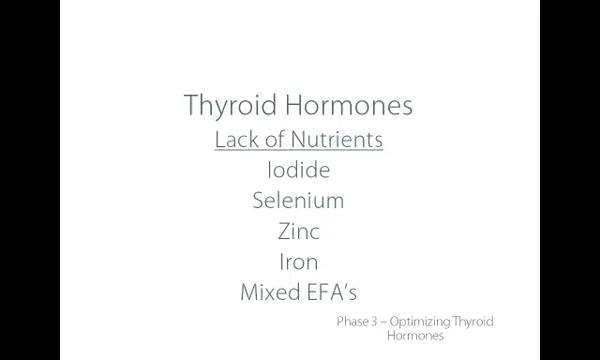 Thyroid Hormones
Lack of Nutrients
Iodide
Selenium
Zinc
Iron
Mixed EFA’s
Phase 3 – Optimizing Thyroid
Hormones